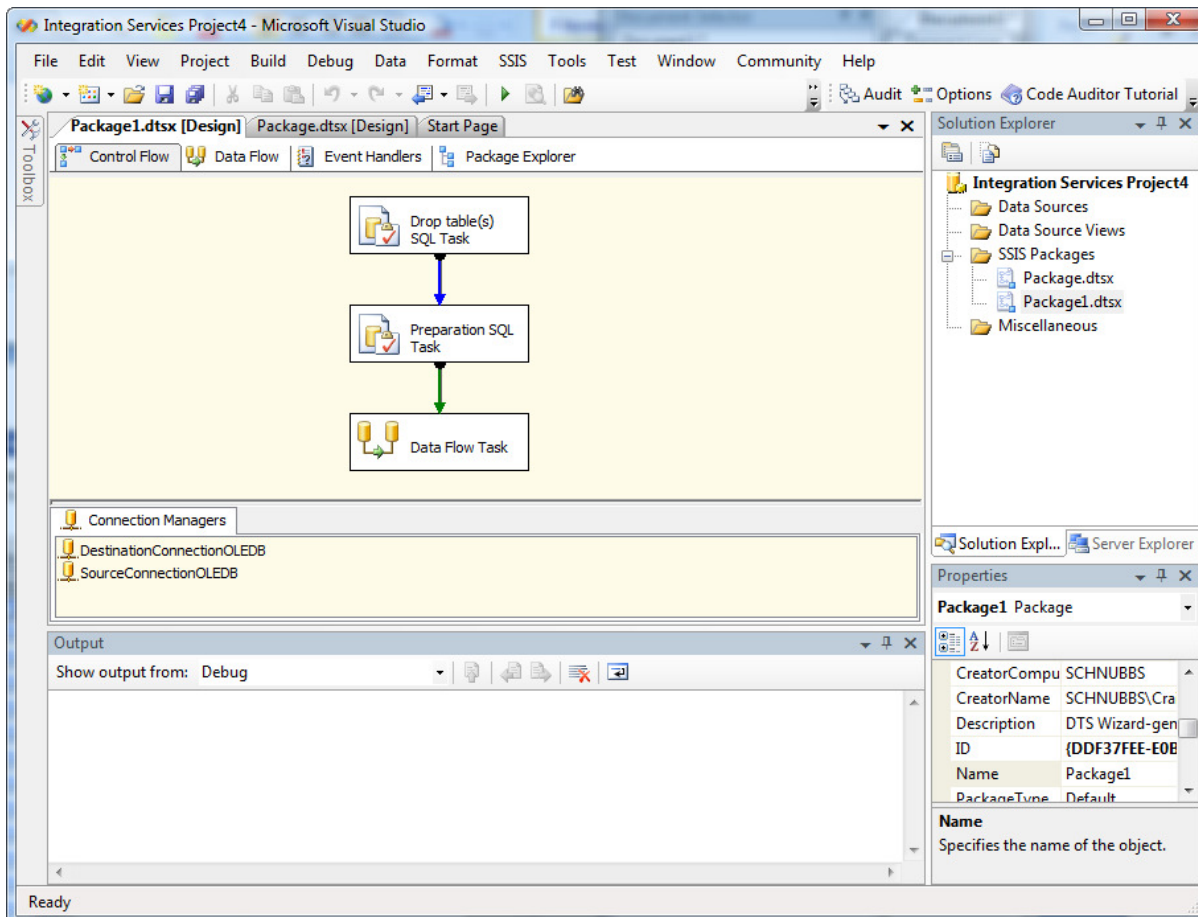 Integration Services Project4 - Microsoft Visual Studio
File Edit View Project Build Debug Data Format SSIS Tools Test Window Community Help
Audit Options Code Auditor Tutorial
Toolbox
Package1.dtsx [Design] Package.dtsx [Design] Start Page
Control Flow Data Flow Event Handlers Package Explorer
Drop table(s)
SQL Task
Preparation SQL
Task
Data Flow Task
Connection Managers
DestinationConnectionOLEDB
SourceConnectionOLEDB
Output
Show output from: Debug
Solution Explorer
Integration Services Project4
Data Sources
Data Source Views
SSIS Packages
Package.dtsx
Package1.dtsx
Miscellaneous
Solution Expl... Server Explorer
Properties
Package1 Package
CreatorCompu SCHNUBBS
CreatorName SCHNUBBS\Cra
Description DTS Wizard-gen
ID {DDF37FEE-E0B
Name Package1
PackageType Default
Name
Specifies the name of the object.
Ready